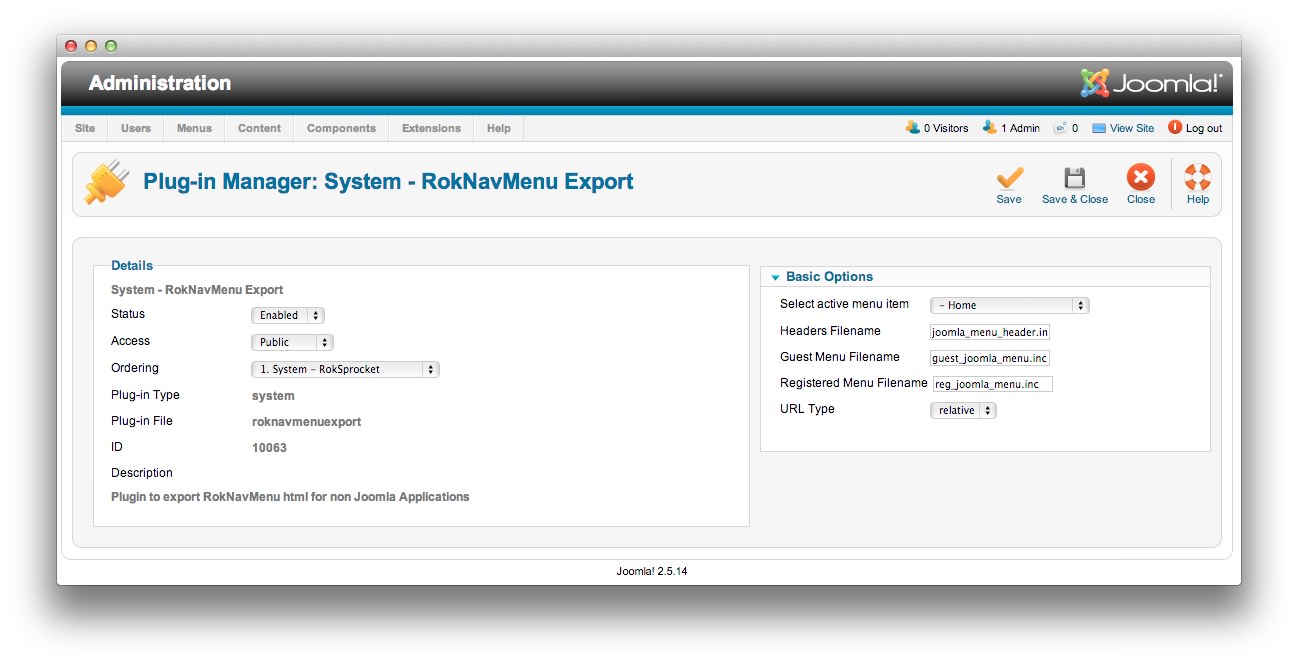 Administration Joomla!
Site Users Menus Content Components Extensions Help 0 Visitors 1 Admin 0 View Site Log out
Plug-in Manager: System - RokNavMenu Export
Save Save & Close Close Help
Details
System - RokNavMenu Export
Status Enabled
Access Public
Ordering 1. System - RokSprocket
Plug-in Type system
Plug-in File roknavmenuexport
ID 10063
Description
Plugin to export RokNavMenu html for non Joomla Applications
Basic Options
Select active menu item - Home
Headers Filename joomla_menu_header.in
Guest Menu Filename guest_joomla_menu.inc
Registered Menu Filename reg_joomla_menu.inc
URL Type relative
Joomla! 2.5.14